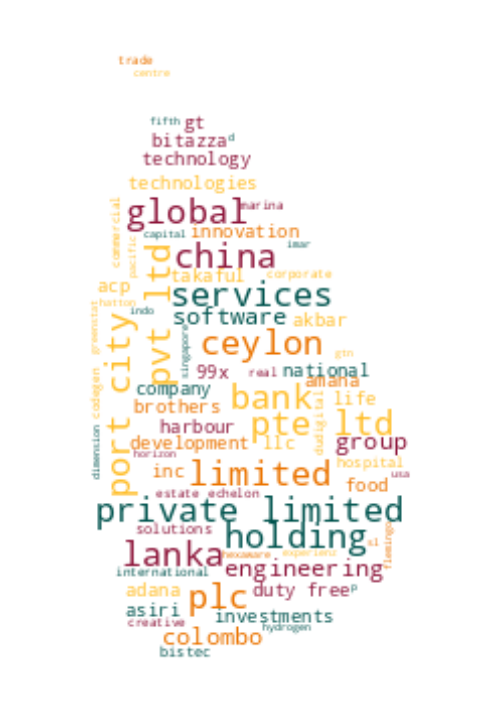 trade
centre
fifth
gt
bitazza
d
technology
technologies
commercial
global
marina
capital
innovation
pacific
china
imar
pvt ltd
takaful
corporate
acp
services
hatton
indo
software
akbar
greenstat
port city
singapore
ceylon
gtn
99x
real
national
amana
company
bank
life
codegen
brothers
pte ltd
dudigital
harbour
development
llc
group
dimension
horizon
inc
limited
hospital
usa
food
estate
echelon
private limited
solutions
holding
sl
flemingo
lanka
hexaware
experienz
international
engineering
adana
plc
duty free
p
asiri
investments
creative
hydrogen
colombo
bistec